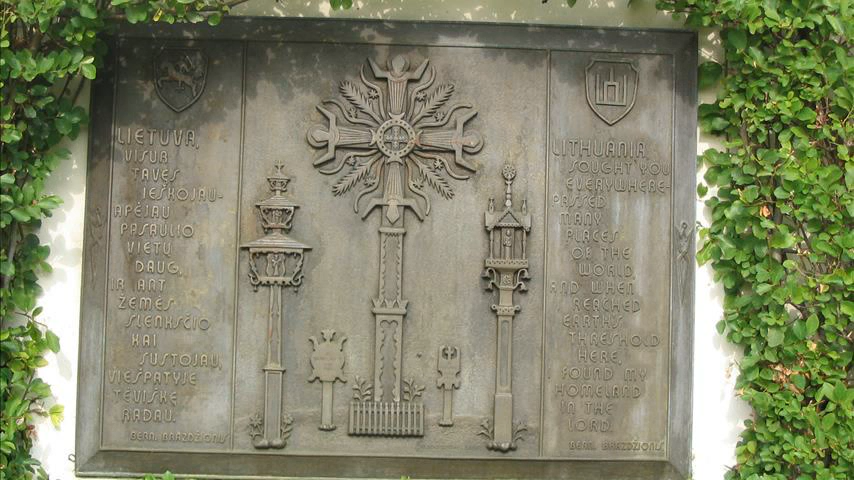 LIETUVA,
VISUR
TAVĘS
IEŠKOJAU-
APĖJAU
PASAULIO
VIETŲ
DAUG,
IR ANT
ŽEMĖS
SLENKSČIO
KAI
SUSTOJAU,
VIEŠPATYJE
TĖVIŠKĘ
RADAU.
BERN. BRAZDŽIONIS
LITHUANIA,
SOUGHT YOU
EVERYWHERE-
PASSED
MANY
PLACES
OF THE
WORLD,
AND WHEN
REACHED
EARTH'S
THRESHOLD
HERE,
I FOUND MY
HOMELAND
IN THE
LORD.
BERN. BRAZDŽIONIS